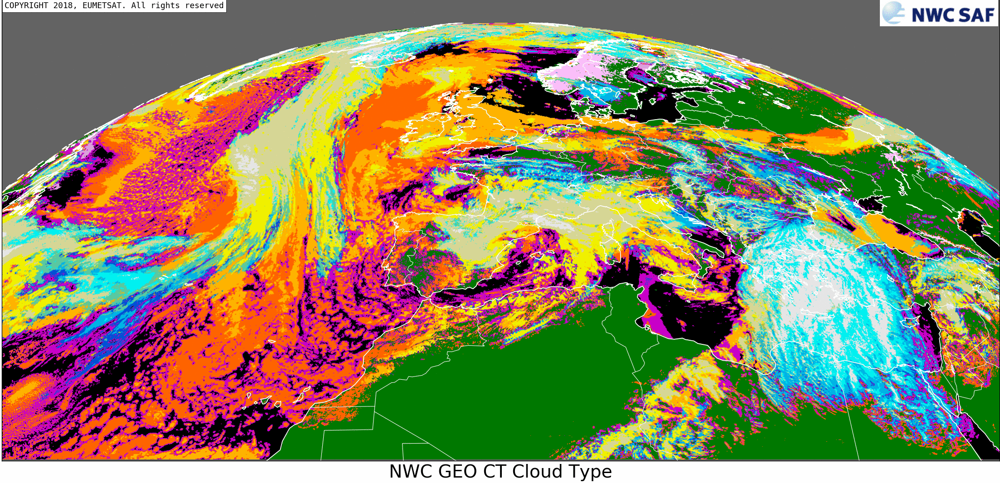 COPYRIGHT 2018, EUMETSAT. All rights reserved
NWC SAF
NWC GEO CT Cloud Type